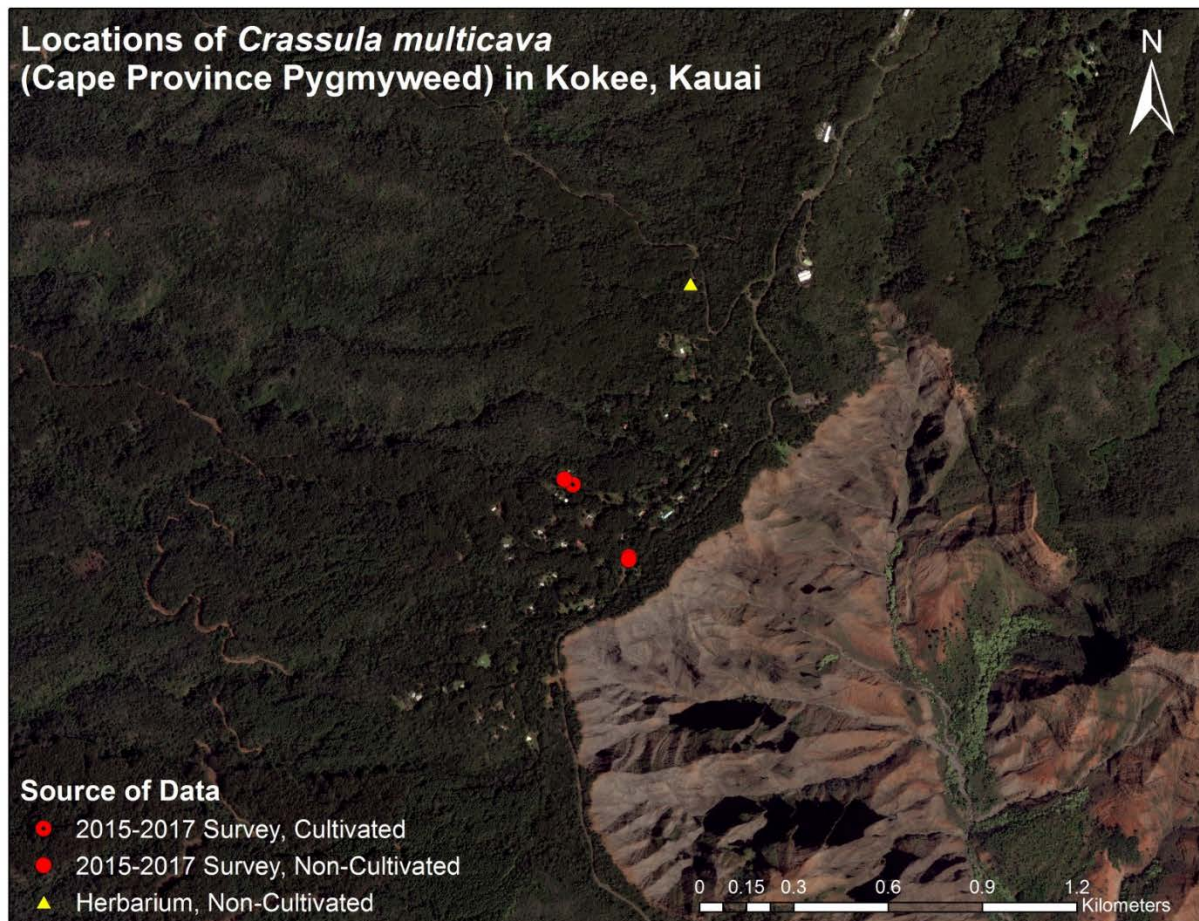 Locations of Crassula multicava
(Cape Province Pygmyweed) in Kokee, Kauai
N
Source of Data
2015-2017 Survey, Cultivated
2015-2017 Survey, Non-Cultivated
Herbarium, Non-Cultivated
0 0.15 0.3 0.6 0.9 1.2
Kilometers